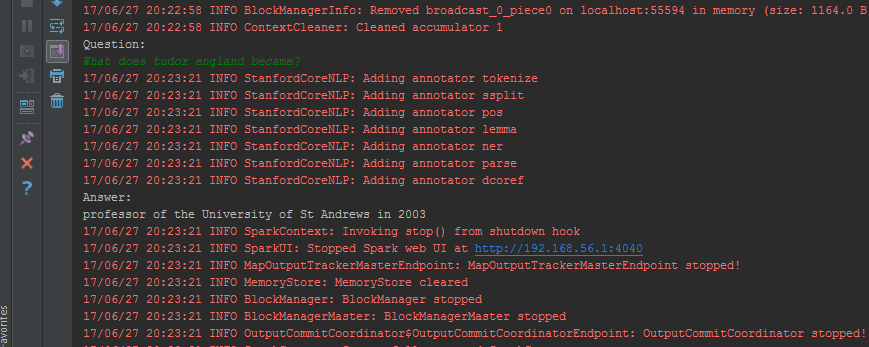 17/06/27 20:22:58 INFO BlockManagerInfo: Removed broadcast_0_piece0 on localhost:55594 in memory (size: 1164.0 B
17/06/27 20:22:58 INFO ContextCleaner: Cleaned accumulator 1
Question:
What does tudor england became?
17/06/27 20:23:21 INFO StanfordCoreNLP: Adding annotator tokenize
17/06/27 20:23:21 INFO StanfordCoreNLP: Adding annotator ssplit
17/06/27 20:23:21 INFO StanfordCoreNLP: Adding annotator pos
17/06/27 20:23:21 INFO StanfordCoreNLP: Adding annotator lemma
17/06/27 20:23:21 INFO StanfordCoreNLP: Adding annotator ner
17/06/27 20:23:21 INFO StanfordCoreNLP: Adding annotator parse
17/06/27 20:23:21 INFO StanfordCoreNLP: Adding annotator dcoref
Answer:
professor of the University of St Andrews in 2003
17/06/27 20:23:21 INFO SparkContext: Invoking stop() from shutdown hook
17/06/27 20:23:21 INFO SparkUI: Stopped Spark web UI at http://192.168.56.1:4040
17/06/27 20:23:21 INFO MapOutputTrackerMasterEndpoint: MapOutputTrackerMasterEndpoint stopped!
17/06/27 20:23:21 INFO MemoryStore: MemoryStore cleared
17/06/27 20:23:21 INFO BlockManager: BlockManager stopped
17/06/27 20:23:21 INFO BlockManagerMaster: BlockManagerMaster stopped
17/06/27 20:23:21 INFO OutputCommitCoordinator$OutputCommitCoordinatorEndpoint: OutputCommitCoordinator stopped!
avorites